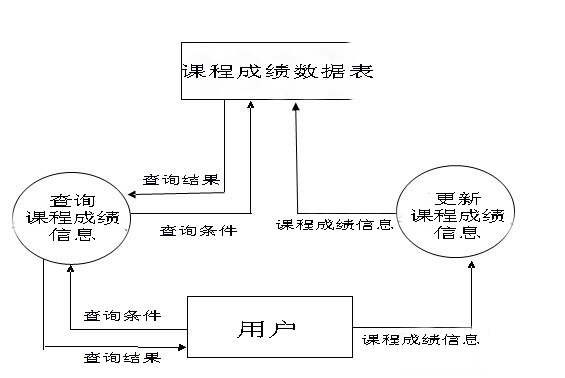 课程成绩数据表
查询结果
查询
课程成绩
信息
更新
课程成绩
信息
查询条件
课程成绩信息
查询条件
用户
课程成绩信息
查询结果